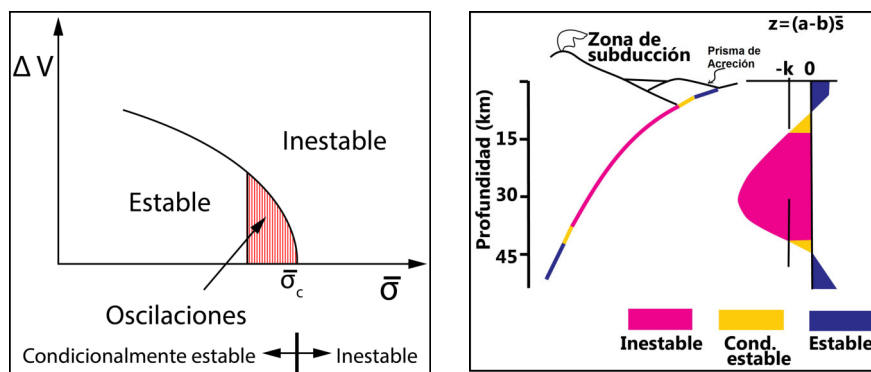 ΔV
Inestable
Estable
σ̄c
σ̄
Oscilaciones
Condicionalmente estable
Inestable
z=(a-b)s̄
Zona de
subducción
Prisma de
Acreción
-k 0
Profundidad (km)
15
30
45
Inestable
Cond.
estable
Estable